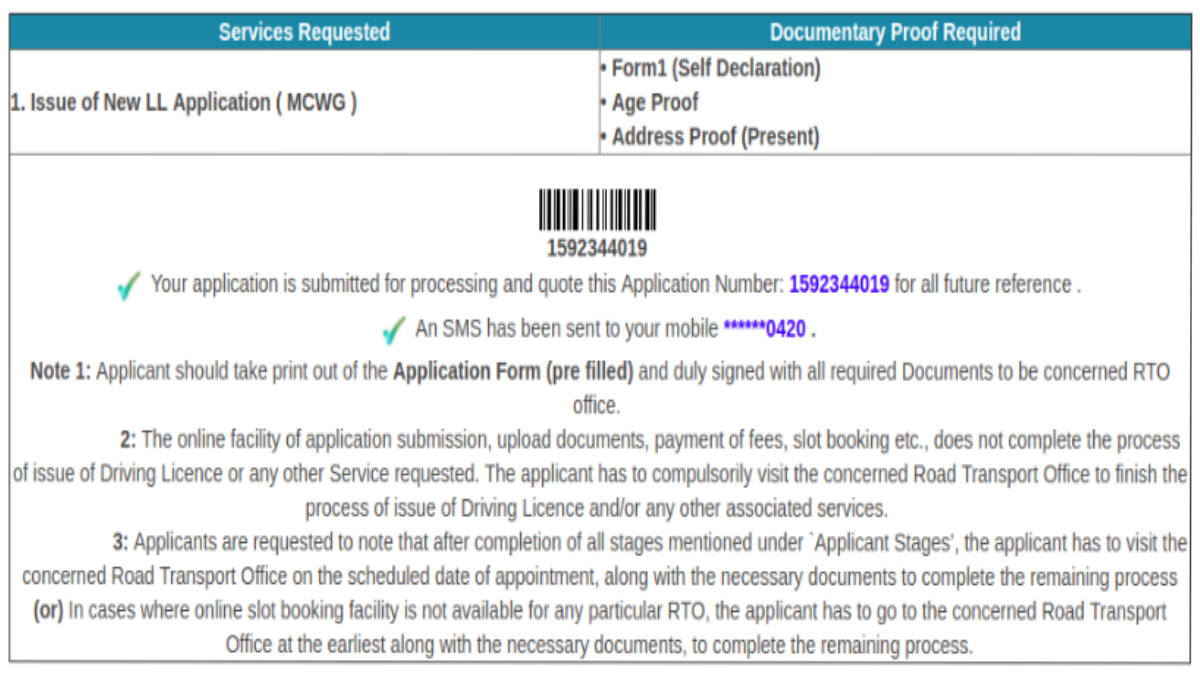 Services Requested
Documentary Proof Required
1. Issue of New LL Application ( MCWG )
• Form1 (Self Declaration)
• Age Proof
• Address Proof (Present)
1592344019
Your application is submitted for processing and quote this Application Number: 1592344019 for all future reference .
An SMS has been sent to your mobile ******0420 .
Note 1: Applicant should take print out of the Application Form (pre filled) and duly signed with all required Documents to be concerned RTO
office.
2: The online facility of application submission, upload documents, payment of fees, slot booking etc., does not complete the process
of issue of Driving Licence or any other Service requested. The applicant has to compulsorily visit the concerned Road Transport Office to finish the
process of issue of Driving Licence and/or any other associated services.
3: Applicants are requested to note that after completion of all stages mentioned under `Applicant Stages', the applicant has to visit the
concerned Road Transport Office on the scheduled date of appointment, along with the necessary documents to complete the remaining process
(or) In cases where online slot booking facility is not available for any particular RTO, the applicant has to go to the concerned Road Transport
Office at the earliest along with the necessary documents, to complete the remaining process.